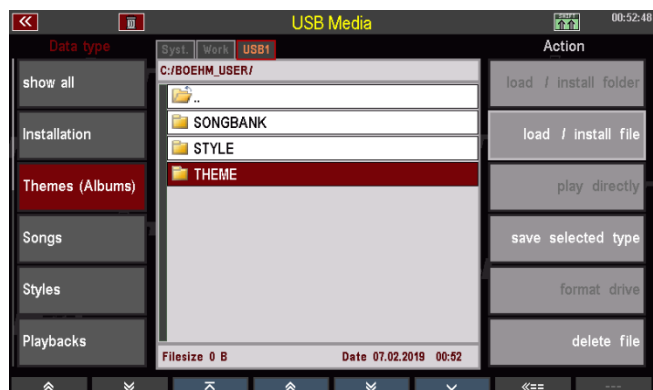 USB Media
SHIFT
00:52:48
Data type
Syst. Work USB1
Action
C:/BOEHM_USER/
show all
Installation
Themes (Albums)
Songs
Styles
Playbacks
..
SONGBANK
STYLE
THEME
Filesize 0 B
Date 07.02.2019 00:52
load / install folder
load / install file
play directly
save selected type
format drive
delete file
«==
---